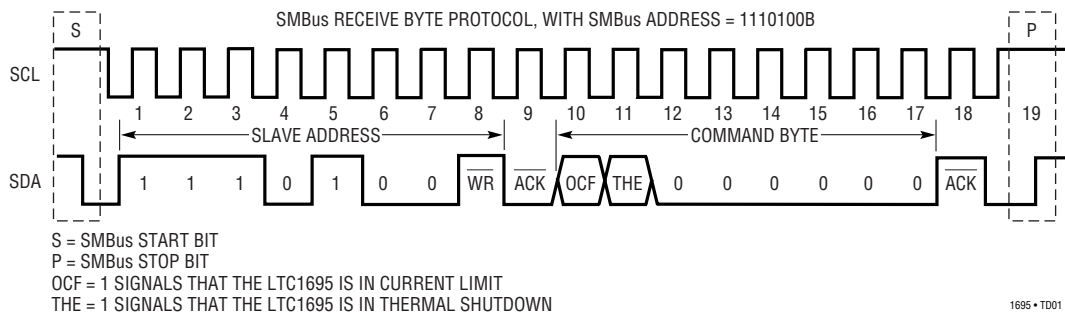 SMBus RECEIVE BYTE PROTOCOL, WITH SMBus ADDRESS = 1110100B
S P
SCL
1 2 3 4 5 6 7 8 9 10 11 12 13 14 15 16 17 18 19
SLAVE ADDRESS COMMAND BYTE
SDA 1 1 1 0 1 0 0 WR ACK OCF THE 0 0 0 0 0 0 ACK
S = SMBus START BIT
P = SMBus STOP BIT
OCF = 1 SIGNALS THAT THE LTC1695 IS IN CURRENT LIMIT
THE = 1 SIGNALS THAT THE LTC1695 IS IN THERMAL SHUTDOWN
1695 • TD01